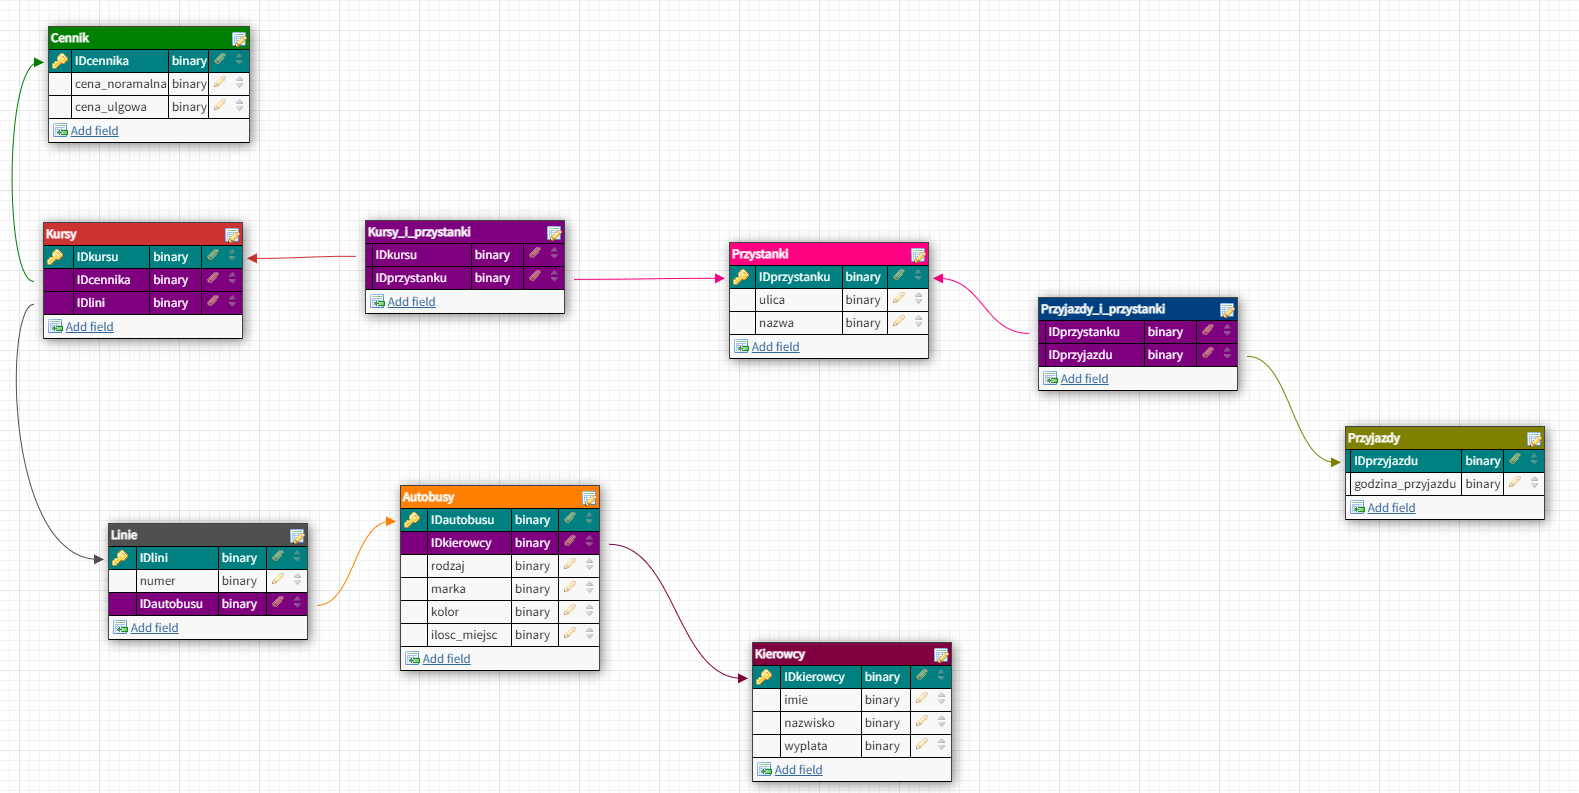 Cennik
IDcennika binary
cena_noramalna binary
cena_ulgowa binary
Add field
Kursy
IDkursu binary
IDcennika binary
IDlini binary
Add field
Kursy_i_przystanki
IDkursu binary
IDprzystanku binary
Add field
Przystanki
IDprzystanku binary
ulica binary
nazwa binary
Add field
Przyjazdy_i_przystanki
IDprzystanku binary
IDprzyjazdu binary
Add field
Przyjazdy
IDprzyjazdu binary
godzina_przyjazdu binary
Add field
Linie
IDlini binary
numer binary
IDautobusu binary
Add field
Autobusy
IDautobusu binary
IDkierowcy binary
rodzaj binary
marka binary
kolor binary
ilosc_miejsc binary
Add field
Kierowcy
IDkierowcy binary
imie binary
nazwisko binary
wyplata binary
Add field